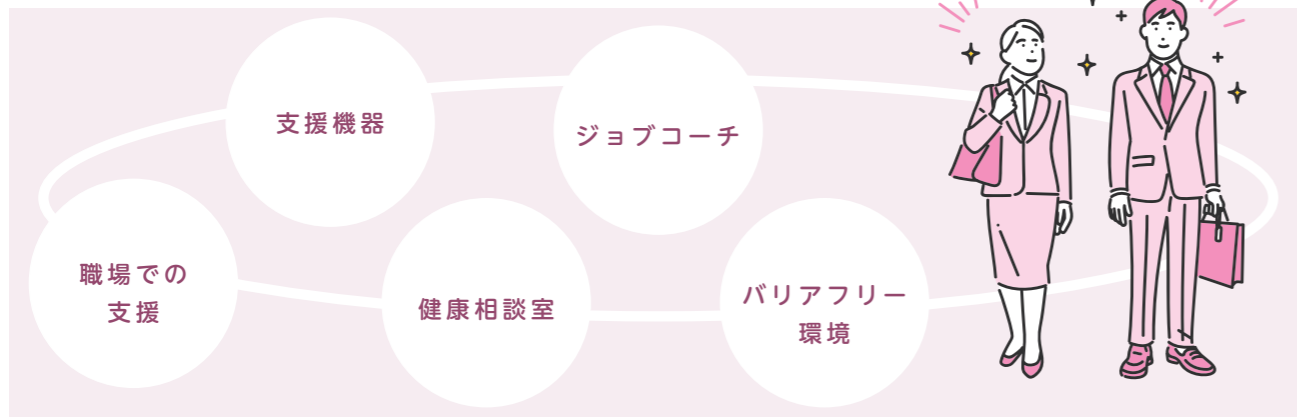 支援機器
ジョブコーチ
職場での
支援
健康相談室
バリアフリー
環境